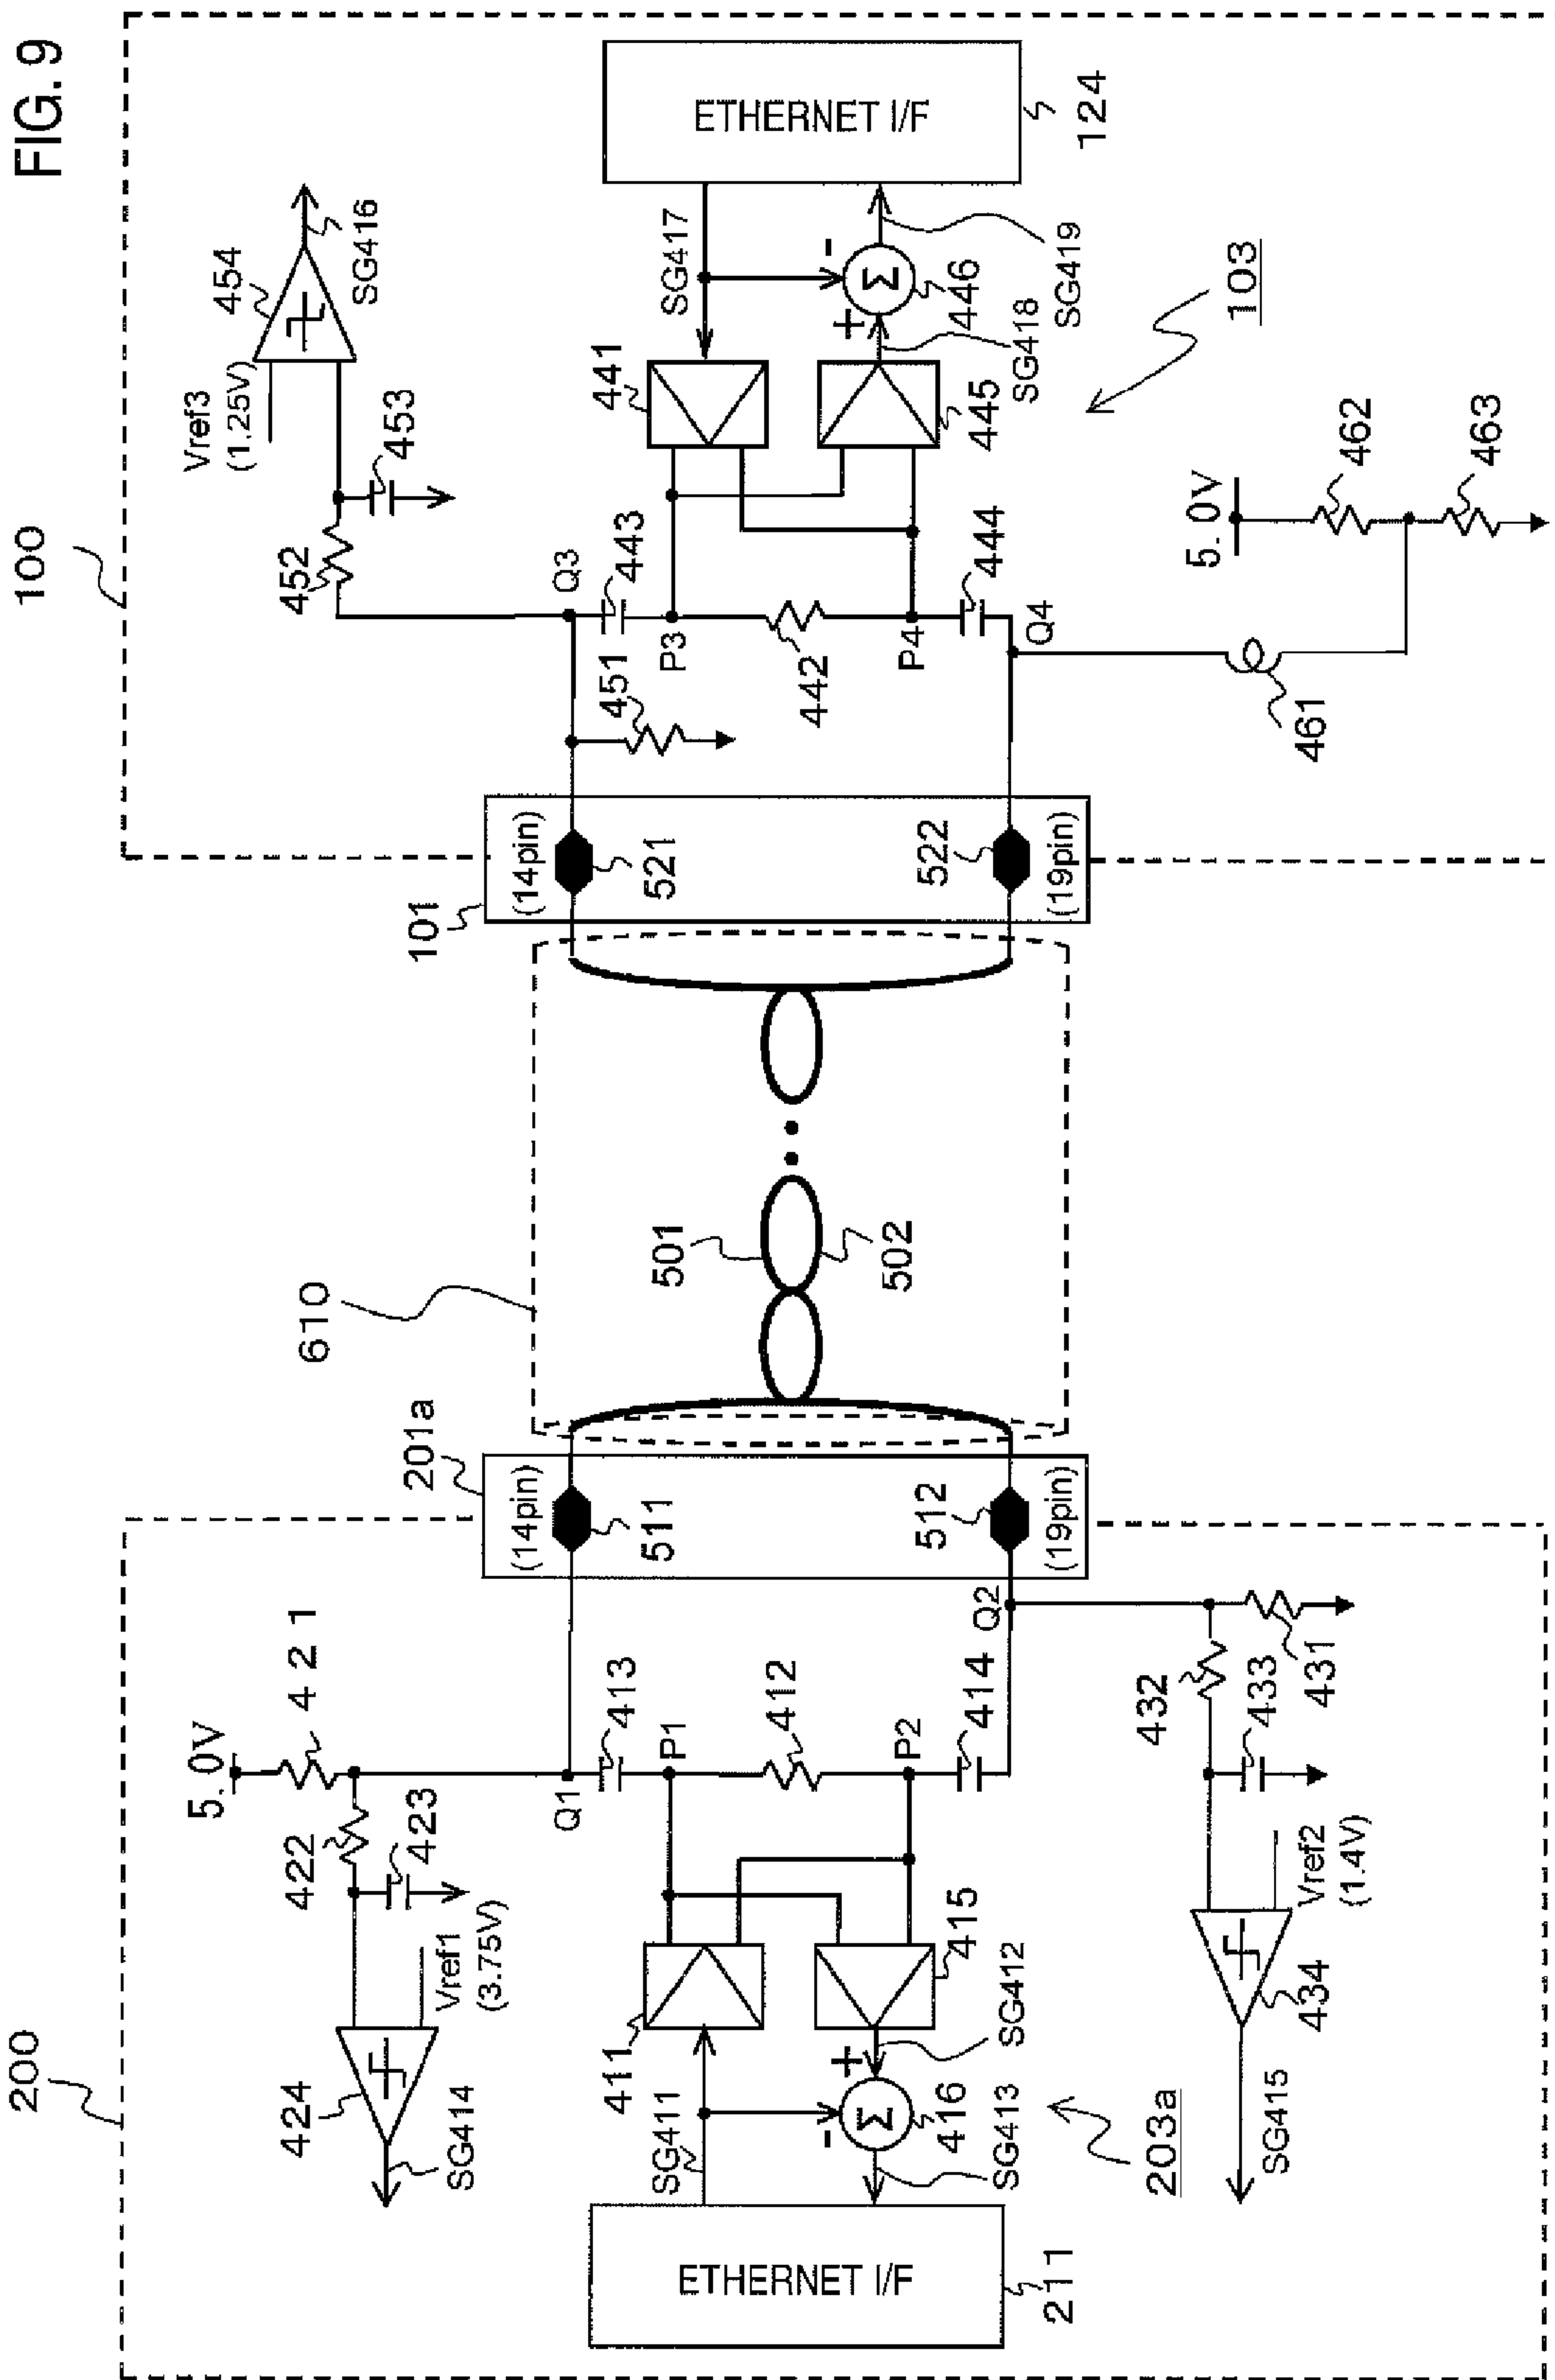 FIG. 9
200
5. 0V
4 2 1
422
423
424
Vref1
(3.75V)
SG414
Q1
413
P1
412
P2
414
Q2
411
415
SG411
SG412
416
SG413
+
-
Σ
ETHERNET I/F
211
203a
432
433
431
Vref2
(1.4V)
434
SG415
201a
(14pin)
511
512
(19pin)
610
501
502
101
(14pin)
521
522
(19pin)
100
454
SG416
Vref3
(1.25V)
453
452
Q3
443
451
P3
442
P4
444
Q4
441
445
SG417
SG418
446
SG419
+
-
Σ
ETHERNET I/F
124
103
5. 0V
462
463
461